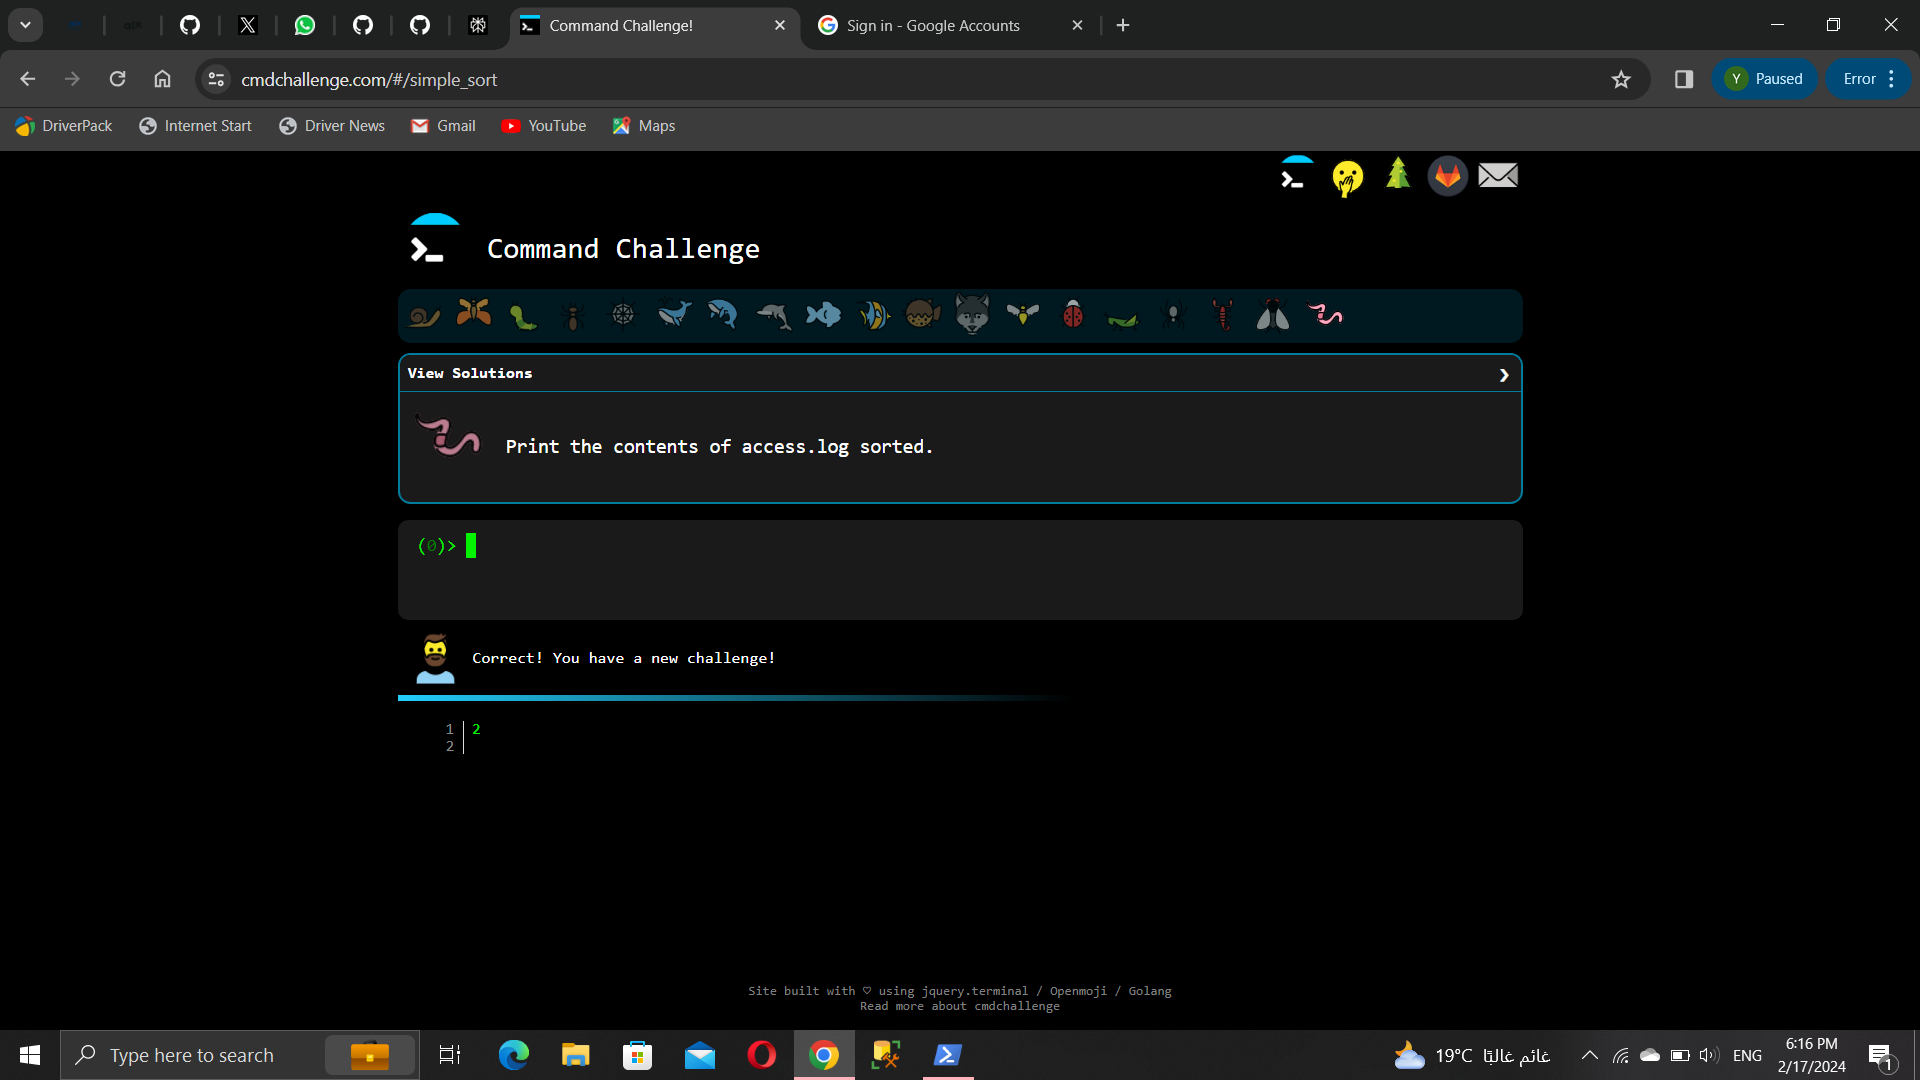 Command Challenge!
Sign in - Google Accounts
cmdchallenge.com/#/simple_sort
Y Paused
Error
DriverPack
Internet Start
Driver News
Gmail
YouTube
Maps
Command Challenge
View Solutions
Print the contents of access.log sorted.
(0)>
Correct! You have a new challenge!
1 2
2
Site built with ♡ using jquery.terminal / Openmoji / Golang
Read more about cmdchallenge
Type here to search
19°C غائم غالبًا
ENG
6:16 PM
2/17/2024
1